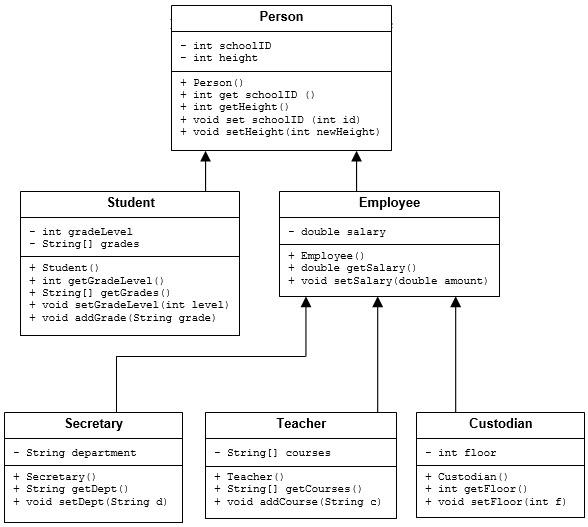 Person
- int schoolID
- int height
+ Person()
+ int get schoolID ()
+ int getHeight()
+ void set schoolID (int id)
+ void setHeight(int newHeight)
Student
- int gradeLevel
- String[] grades
+ Student()
+ int getGradeLevel()
+ String[] getGrades()
+ void setGradeLevel(int level)
+ void addGrade(String grade)
Employee
- double salary
+ Employee()
+ double getSalary()
+ void setSalary(double amount)
Secretary
- String department
+ Secretary()
+ String getDept()
+ void setDept(String d)
Teacher
- String[] courses
+ Teacher()
+ String[] getCourses()
+ void addCourse(String c)
Custodian
- int floor
+ Custodian()
+ int getFloor()
+ void setFloor(int f)